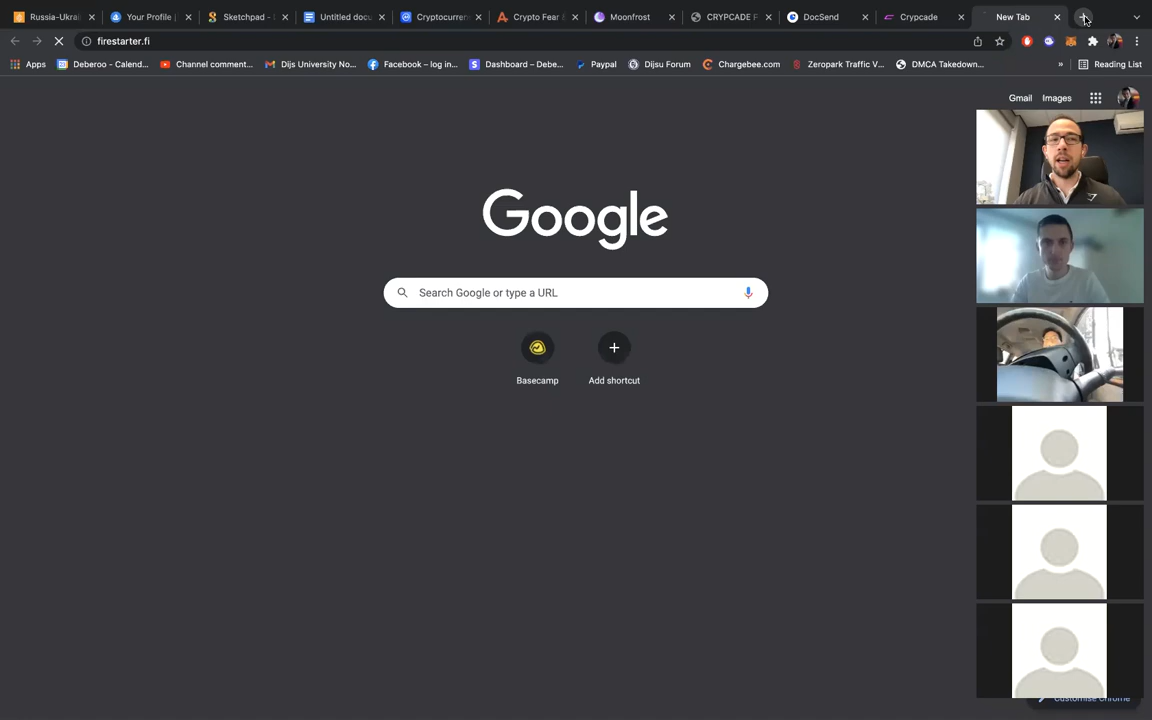 Russia-Ukrai
Your Profile |
Sketchpad -
Untitled docu
Cryptocurren
Crypto Fear
Moonfrost
CRYPCADE F
DocSend
Crypcade
New Tab
firestarter.fi
Apps
Deberoo - Calend...
Channel comment...
Dijs University No...
Facebook – log in...
Dashboard – Debe...
Paypal
Dijsu Forum
Chargebee.com
Zeropark Traffic V...
DMCA Takedown...
»
Reading List
Gmail
Images
Google
Search Google or type a URL
Basecamp
Add shortcut
Customise Chrome